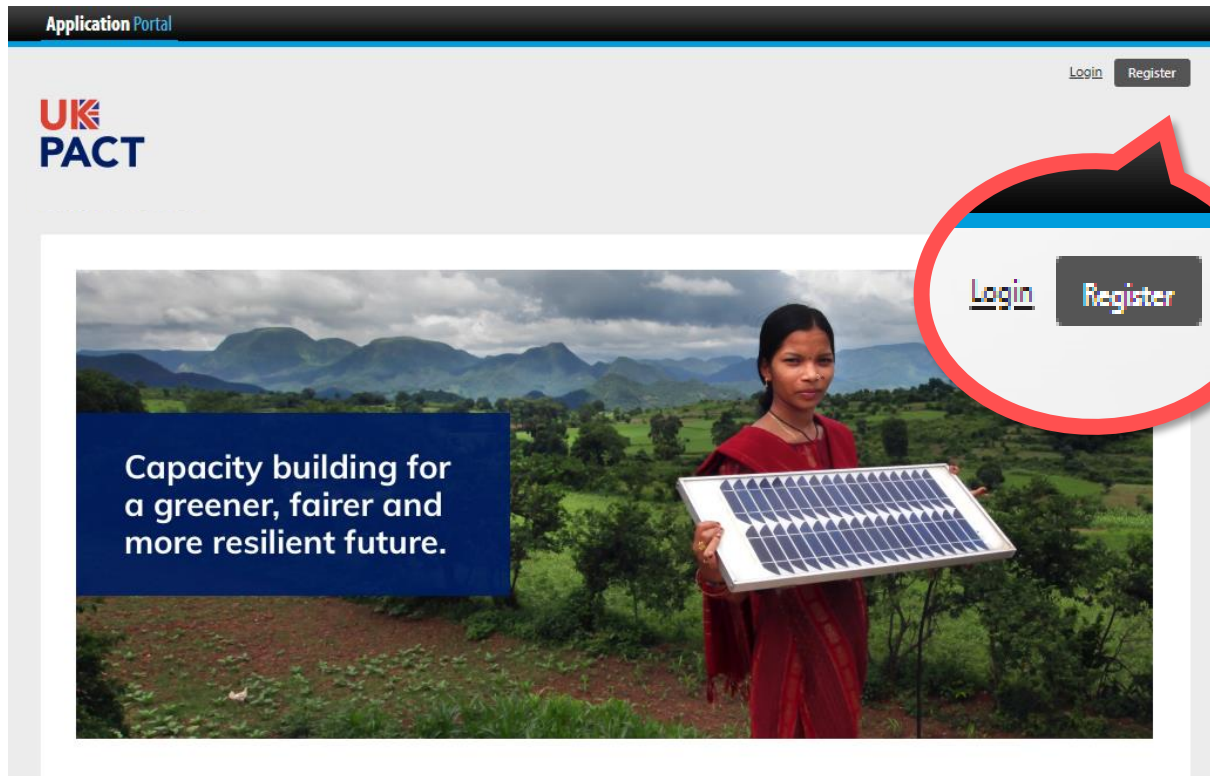 Application Portal
Login Register
UK
PACT
Login Register
Capacity building for
a greener, fairer and
more resilient future.